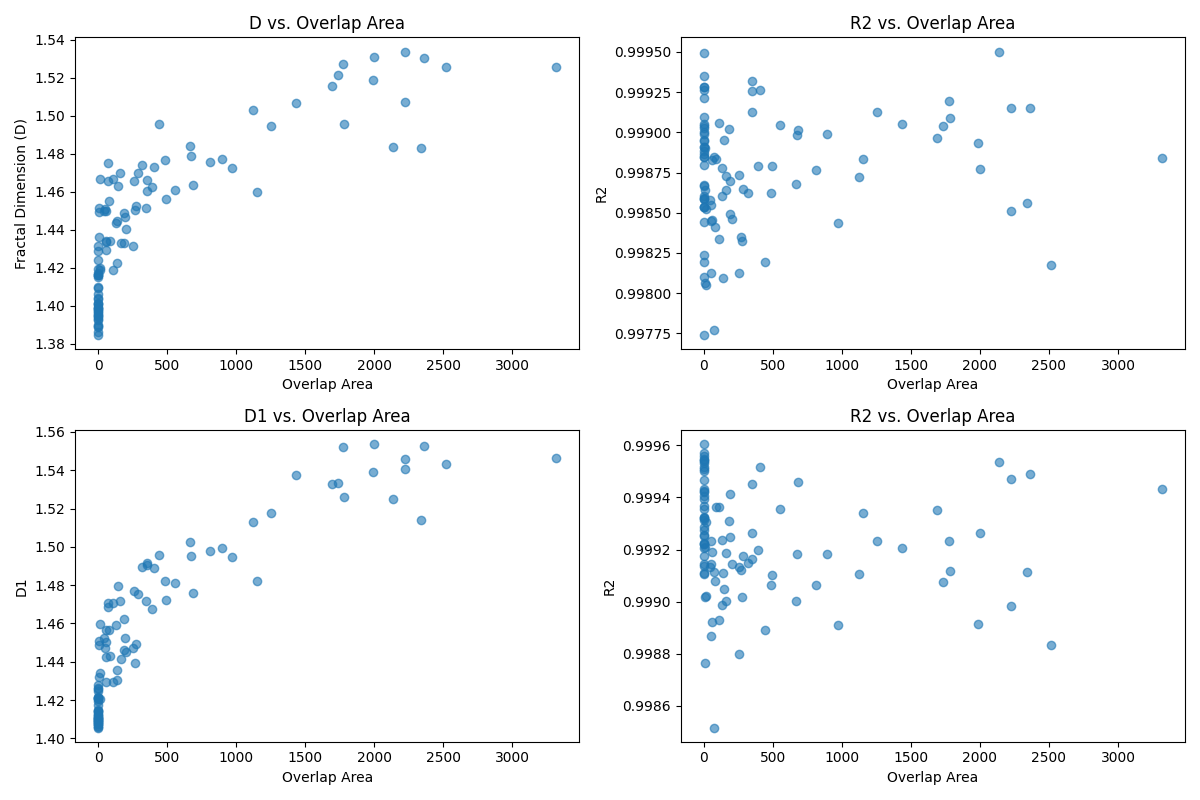 D vs. Overlap Area
Fractal Dimension (D)
1.54
1.52
1.50
1.48
1.46
1.44
1.42
1.40
1.38
0 500 1000 1500 2000 2500 3000
Overlap Area
R2 vs. Overlap Area
R2
0.99950
0.99925
0.99900
0.99875
0.99850
0.99825
0.99800
0.99775
0 500 1000 1500 2000 2500 3000
Overlap Area
D1 vs. Overlap Area
D1
1.56
1.54
1.52
1.50
1.48
1.46
1.44
1.42
1.40
0 500 1000 1500 2000 2500 3000
Overlap Area
R2 vs. Overlap Area
R2
0.9996
0.9994
0.9992
0.9990
0.9988
0.9986
0 500 1000 1500 2000 2500 3000
Overlap Area